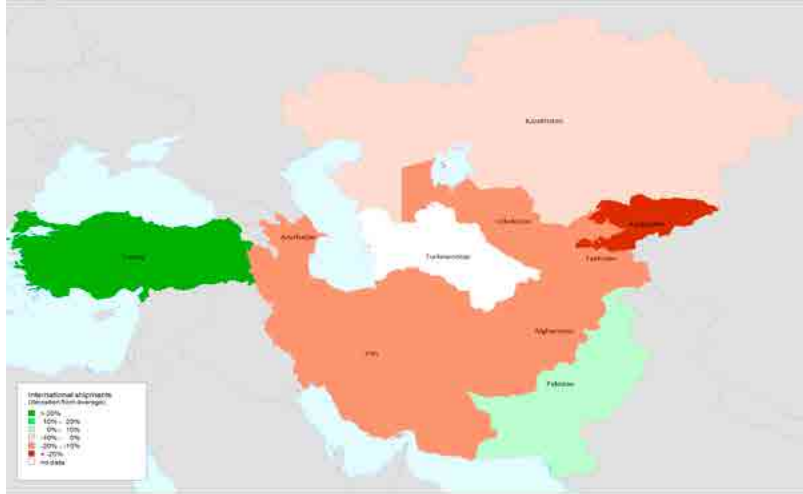 Kazakhstan
Uzbekistan
Kyrgyzstan
Azerbaijan
Turkey
Turkmenistan
Tajikistan
Afghanistan
Iran
Pakistan
International shipments
(deviation from average)
> 20%
10% - 20%
0% - 10%
-10% - 0%
-20% - -10%
< -20%
no data